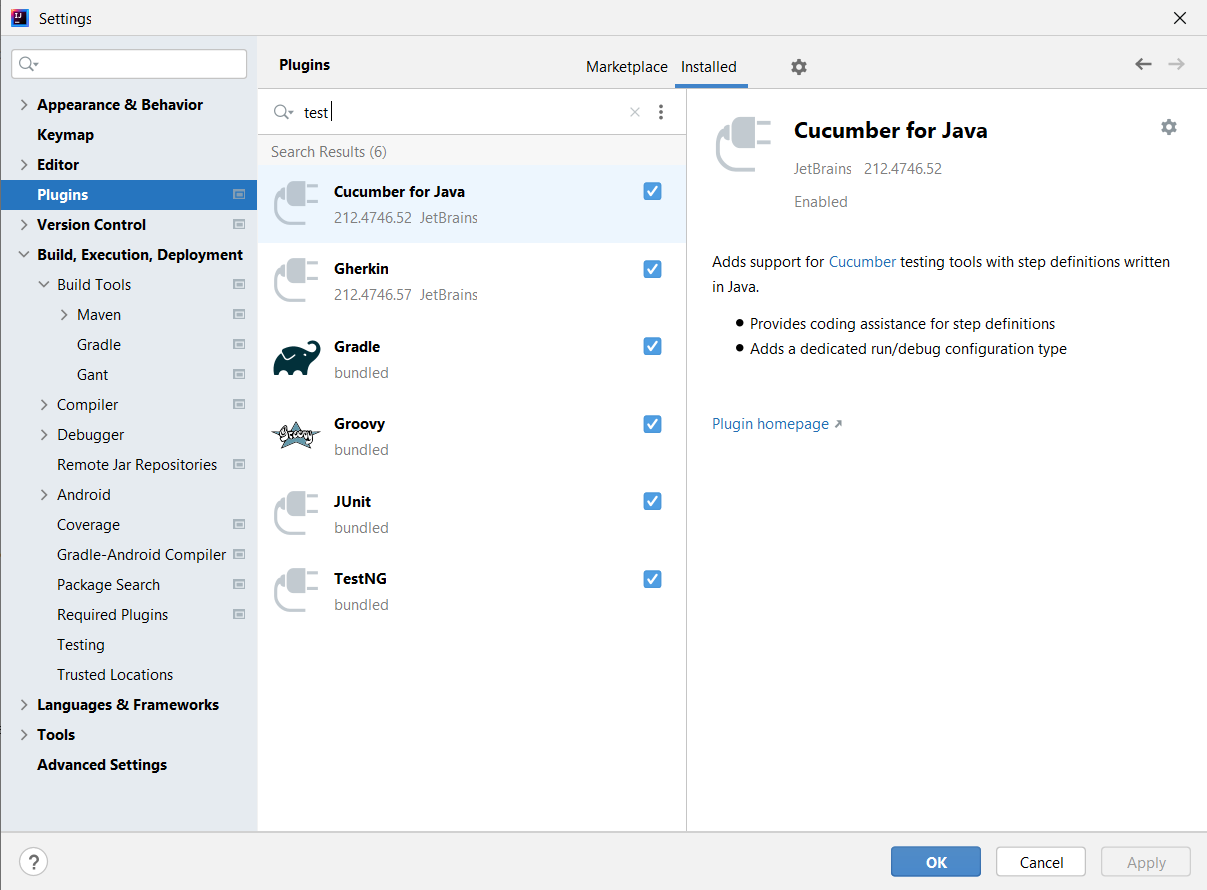 Settings
Plugins
Marketplace Installed
Appearance & Behavior
Keymap
Editor
Plugins
Version Control
Build, Execution, Deployment
Build Tools
Maven
Gradle
Gant
Compiler
Debugger
Remote Jar Repositories
Android
Coverage
Gradle-Android Compiler
Package Search
Required Plugins
Testing
Trusted Locations
Languages & Frameworks
Tools
Advanced Settings
test
Search Results (6)
Cucumber for Java
212.4746.52 JetBrains
Gherkin
212.4746.57 JetBrains
Gradle
bundled
Groovy
Groovy
bundled
JUnit
bundled
TestNG
bundled
Cucumber for Java
JetBrains 212.4746.52
Enabled
Adds support for Cucumber testing tools with step definitions written
in Java.
● Provides coding assistance for step definitions
● Adds a dedicated run/debug configuration type
Plugin homepage ↗
?
OK
Cancel
Apply